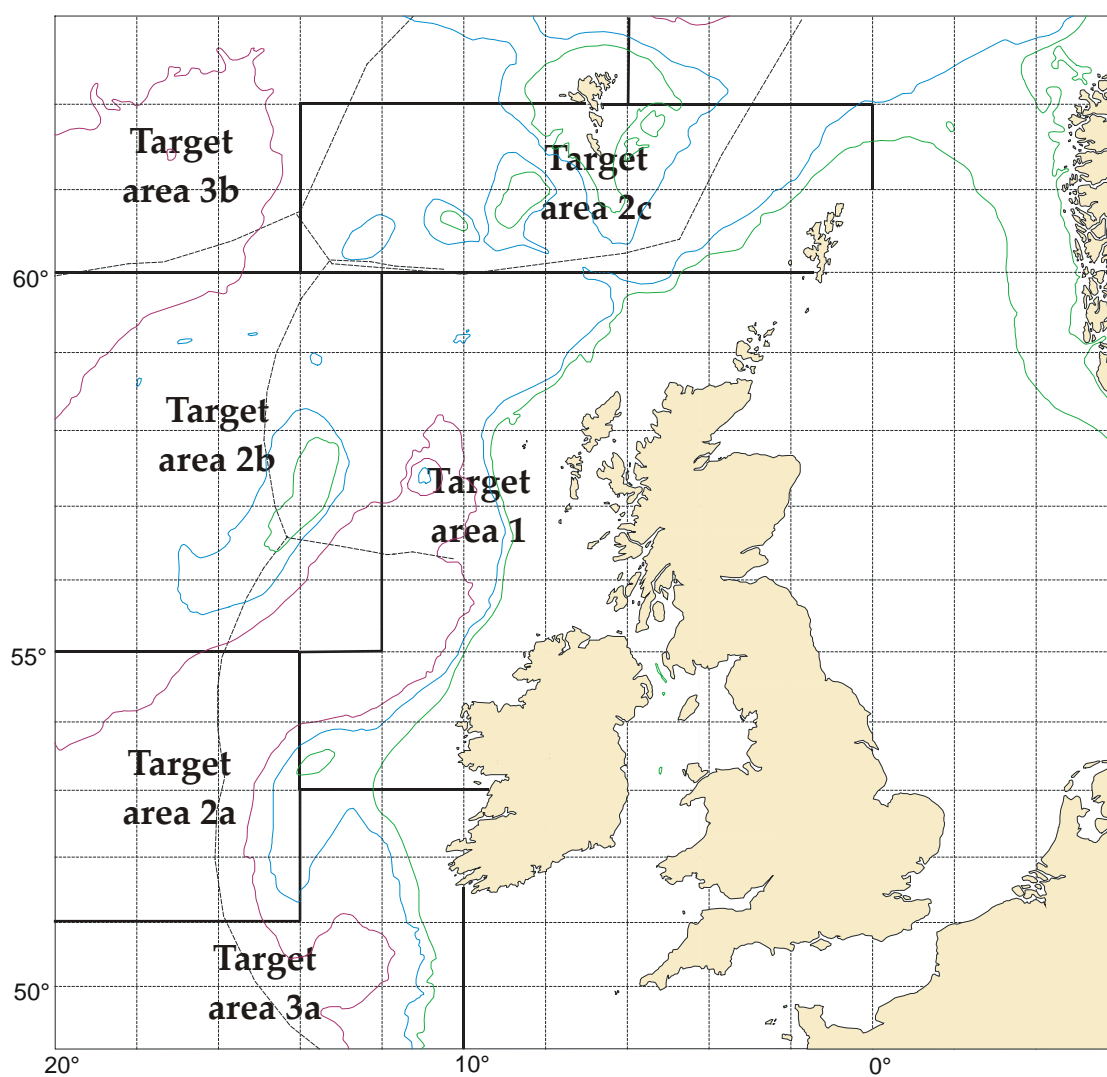 Target
area 3b
Target
area 2c
60°
Target
area 2b
Target
area 1
55°
Target
area 2a
Target
area 3a
50°
20°
10°
0°